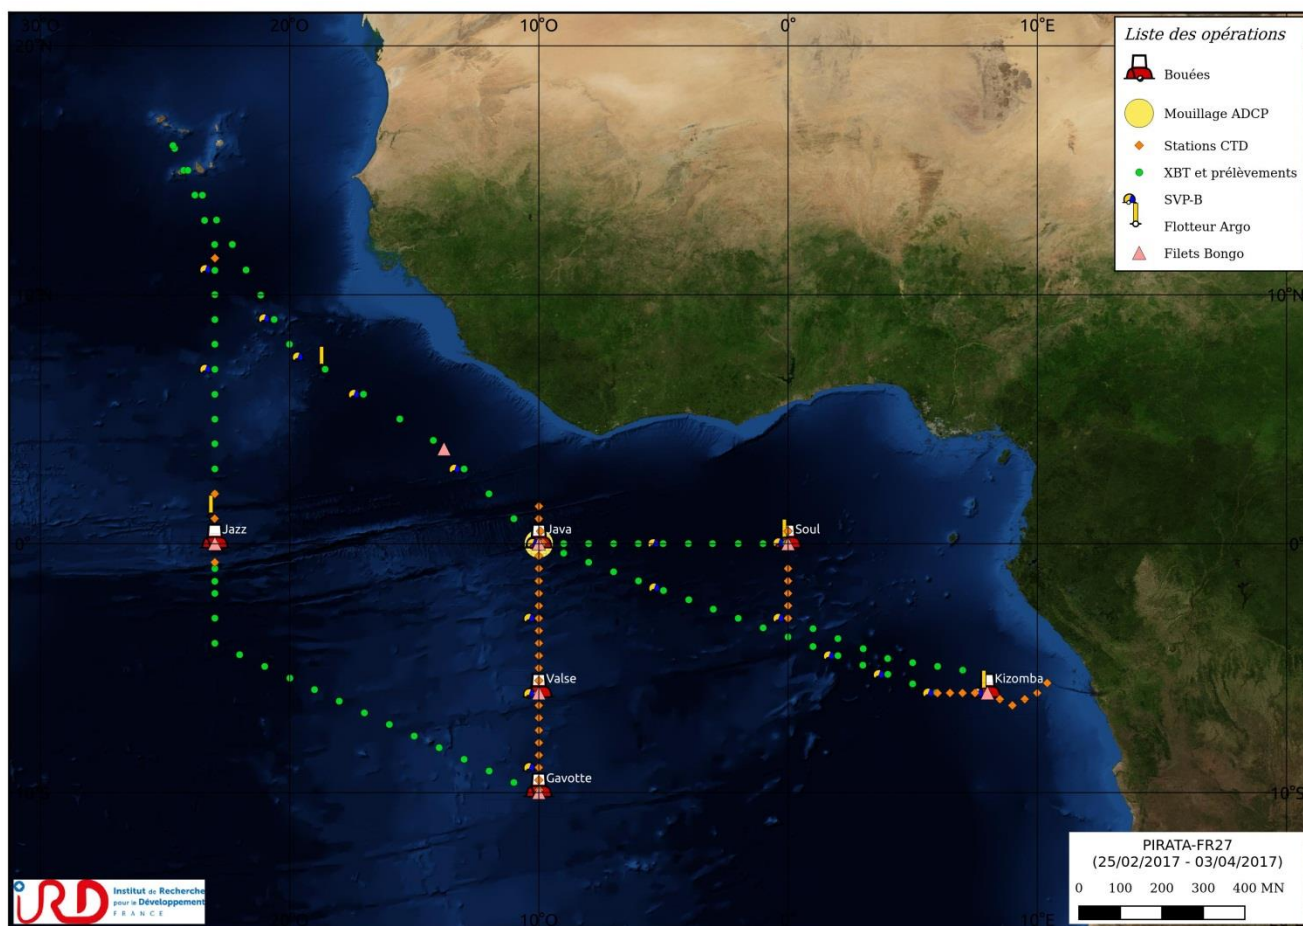 30°O
20°O
10°O
0°
10°E
20°N
Liste des opérations
Bouées
Mouillage ADCP
Stations CTD
XBT et prélèvements
SVP-B
Flotteur Argo
Filets Bongo
10°N
10°N
Jazz
Java
Soul
0°
0°
Valse
Kizomba
Gavotte
10°S
10°S
PIRATA-FR27
(25/02/2017 - 03/04/2017)
0 100 200 300 400 MN
iRD
Institut de Recherche
pour le Développement
FRANCE
20°O
10°O
0°
10°E